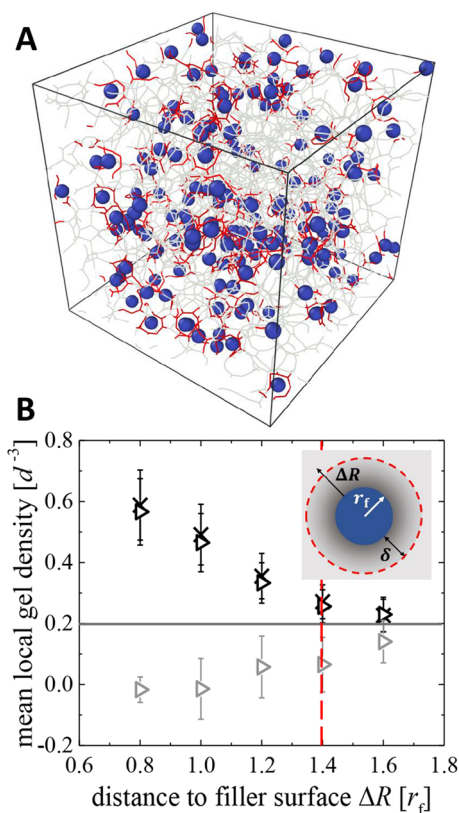 A
B
0.8
0.6
0.4
0.2
0.0
-0.2
mean local gel density [d⁻³]
ΔR
r_f
δ
0.6 0.8 1.0 1.2 1.4 1.6 1.8
distance to filler surface ΔR [r_f]